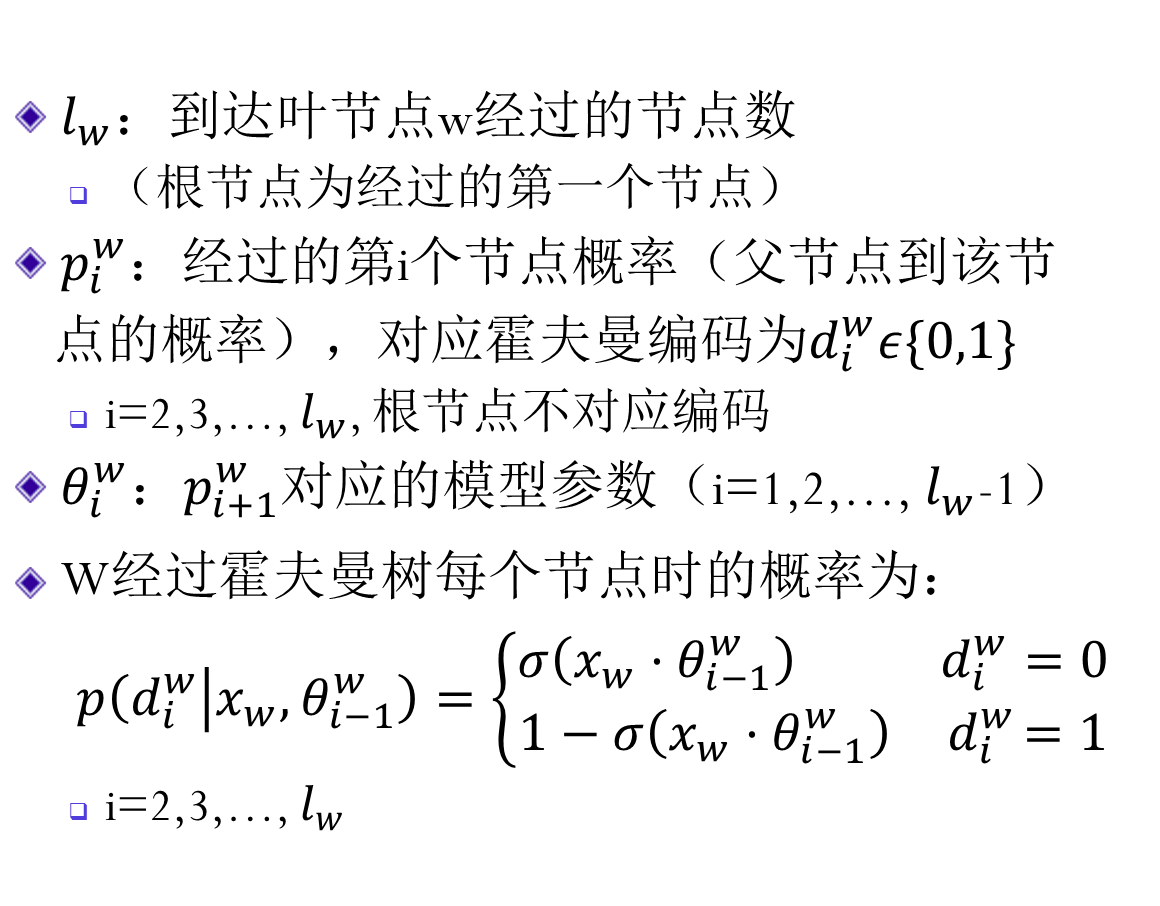 l_w：到达叶节点w经过的节点数
（根节点为经过的第一个节点）
p_i^w：经过的第i个节点概率（父节点到该节
点的概率），对应霍夫曼编码为d_i^w ϵ{0,1}
i=2,3,…, l_w, 根节点不对应编码
θ_i^w：p_{i+1}^w对应的模型参数（i=1,2,…, l_w-1）
W经过霍夫曼树每个节点时的概率为：
p(d_i^w|x_w, θ_{i−1}^w) = { σ(x_w · θ_{i−1}^w) d_i^w = 0
1 − σ(x_w · θ_{i−1}^w) d_i^w = 1
i=2,3,…, l_w